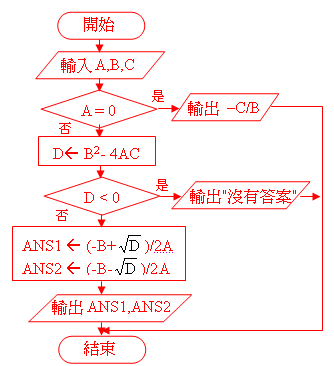 開始
輸入 A,B,C
A = 0
是
輸出 –C/B
否
D← B²- 4AC
D < 0
是
輸出"沒有答案"
否
ANS1 ← (-B+√D )/2A
ANS2 ← (-B-√D )/2A
輸出 ANS1,ANS2
結束